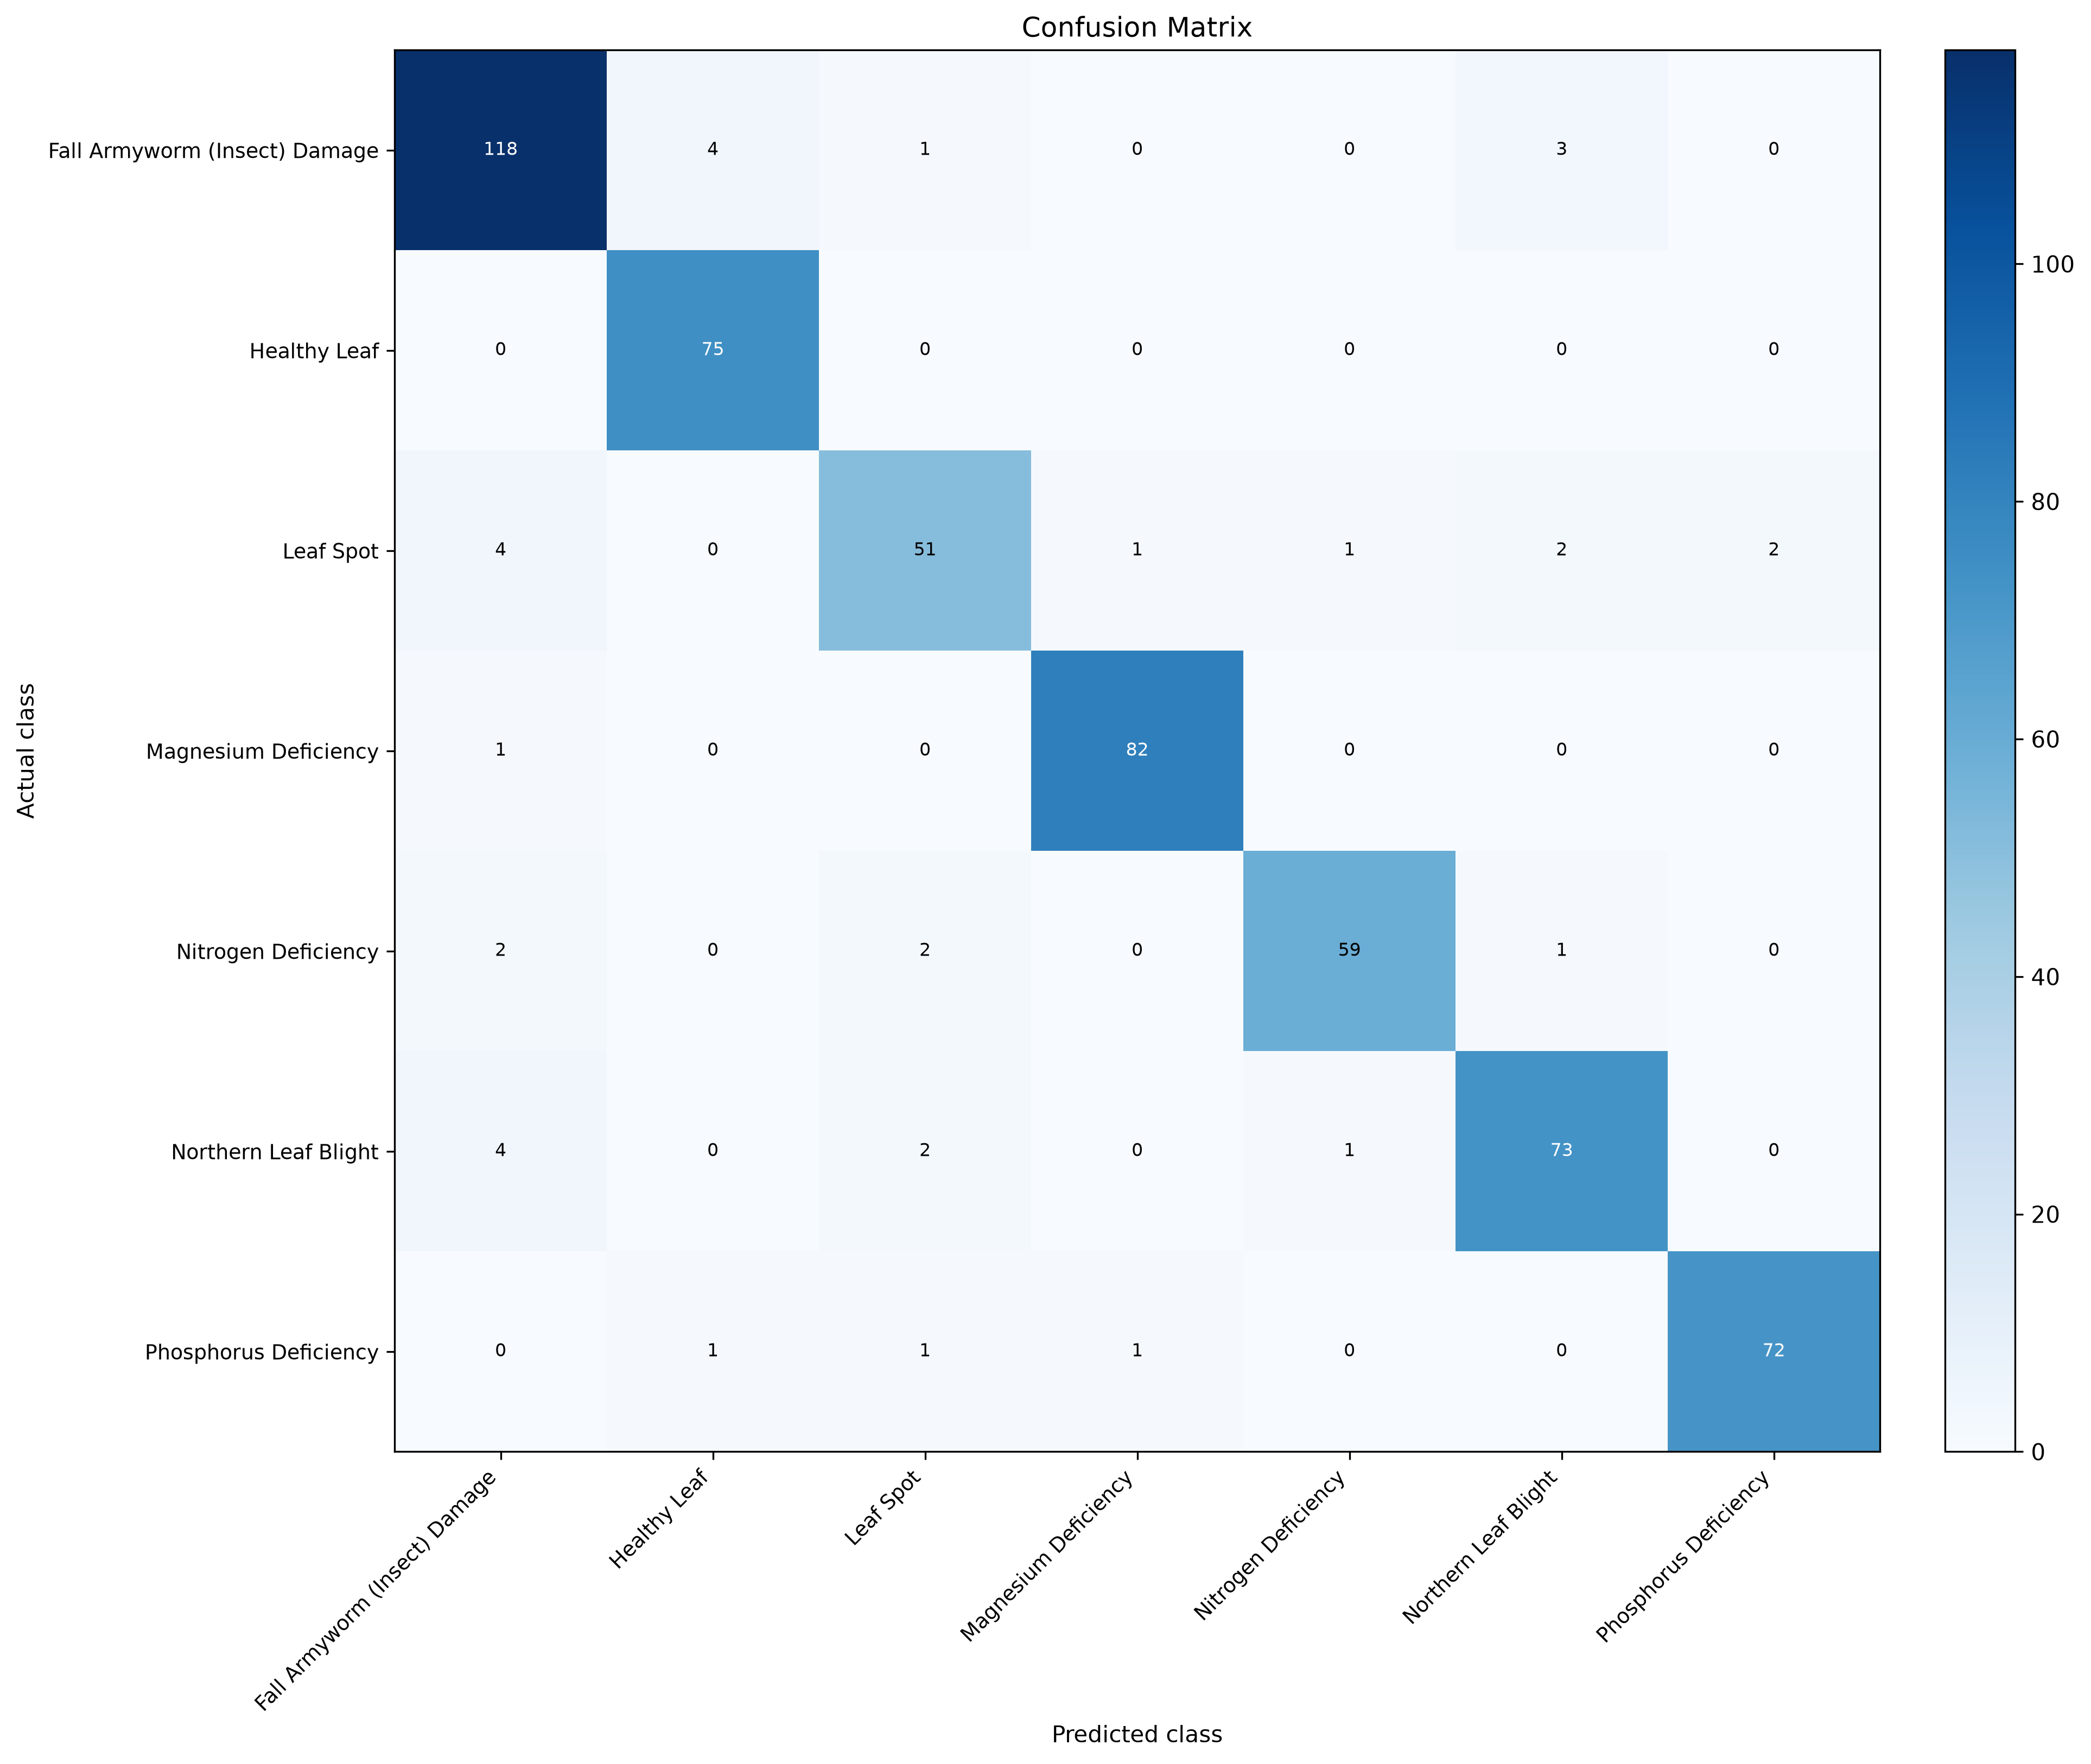 Confusion Matrix
Fall Armyworm (Insect) Damage 118 4 1 0 0 3 0
Healthy Leaf 0 75 0 0 0 0 0
Leaf Spot 4 0 51 1 1 2 2
Magnesium Deficiency 1 0 0 82 0 0 0
Nitrogen Deficiency 2 0 2 0 59 1 0
Northern Leaf Blight 4 0 2 0 1 73 0
Phosphorus Deficiency 0 1 1 1 0 0 72
Actual class
Fall Armyworm (Insect) Damage
Healthy Leaf
Leaf Spot
Magnesium Deficiency
Nitrogen Deficiency
Northern Leaf Blight
Phosphorus Deficiency
Predicted class
100
80
60
40
20
0